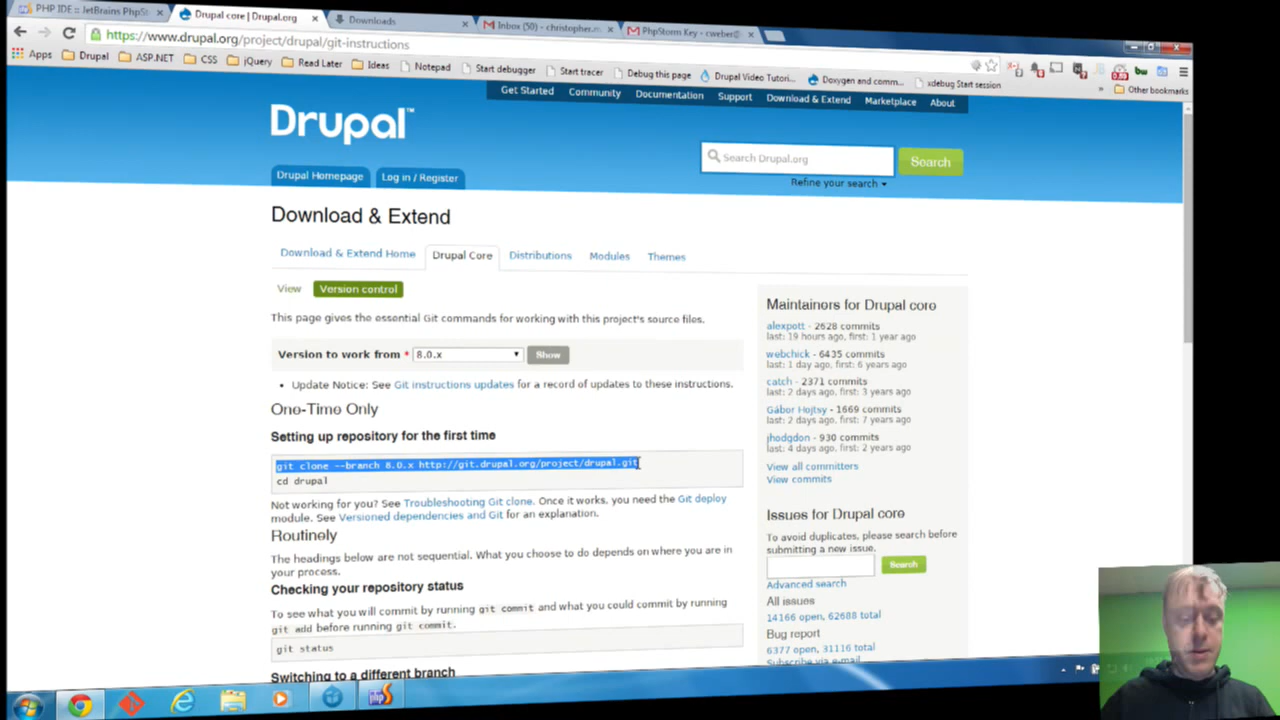 PHP IDE :: JetBrains PhpSt
Drupal core | Drupal.org
Downloads
Inbox (50) - christopher.m
PhpStorm Key - cweber@
https://www.drupal.org/project/drupal/git-instructions
Apps
Drupal
ASP.NET
CSS
jQuery
Read Later
Ideas
Notepad
Start debugger
Start tracer
Debug this page
Drupal Video Tutori...
Doxygen and comm...
xdebug Start session
Other bookmarks
Get Started
Community
Documentation
Support
Download & Extend
Marketplace
About
Drupal™
Search Drupal.org
Search
Refine your search
Drupal Homepage
Log in / Register
Download & Extend
Download & Extend Home
Drupal Core
Distributions
Modules
Themes
View
Version control
This page gives the essential Git commands for working with this project's source files.
Version to work from * 8.0.x Show
• Update Notice: See Git instructions updates for a record of updates to these instructions.
One-Time Only
Setting up repository for the first time
git clone --branch 8.0.x http://git.drupal.org/project/drupal.git
cd drupal
Not working for you? See Troubleshooting Git clone. Once it works, you need the Git deploy
module. See Versioned dependencies and Git for an explanation.
Routinely
The headings below are not sequential. What you choose to do depends on where you are in
your process.
Checking your repository status
To see what you will commit by running git commit and what you could commit by running
git add before running git commit.
git status
Switching to a different branch
Maintainers for Drupal core
alexpott - 2628 commits
last: 19 hours ago, first: 1 year ago
webchick - 6435 commits
last: 1 day ago, first: 6 years ago
catch - 2371 commits
last: 2 days ago, first: 3 years ago
Gábor Hojtsy - 1669 commits
last: 2 days ago, first: 7 years ago
jhodgdon - 930 commits
last: 4 days ago, first: 2 years ago
View all committers
View commits
Issues for Drupal core
To avoid duplicates, please search before
submitting a new issue.
Search
Advanced search
All issues
14166 open, 62688 total
Bug report
6377 open, 31116 total
Subscribe via e-mail